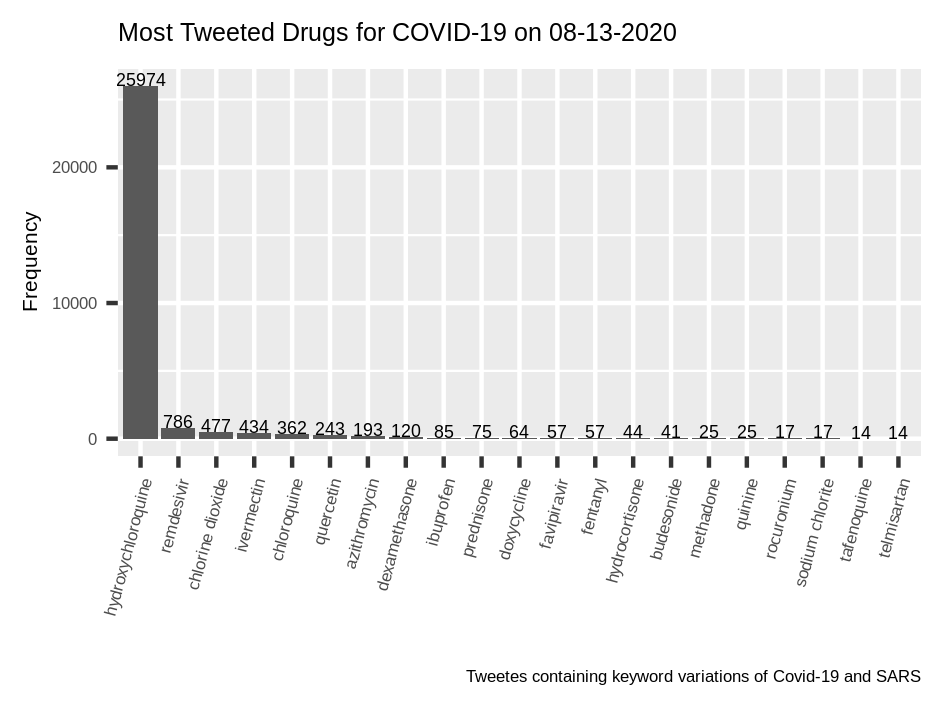 Most Tweeted Drugs for COVID-19 on 08-13-2020
Frequency
20000
10000
0
25974
786
477
434
362
243
193
120
85
75
64
57
57
44
41
25
25
17
17
14
14
hydroxychloroquine
remdesivir
chlorine dioxide
ivermectin
chloroquine
quercetin
azithromycin
dexamethasone
ibuprofen
prednisone
doxycycline
favipiravir
fentanyl
hydrocortisone
budesonide
methadone
quinine
rocuronium
sodium chlorite
tafenoquine
telmisartan
Tweetes containing keyword variations of Covid-19 and SARS